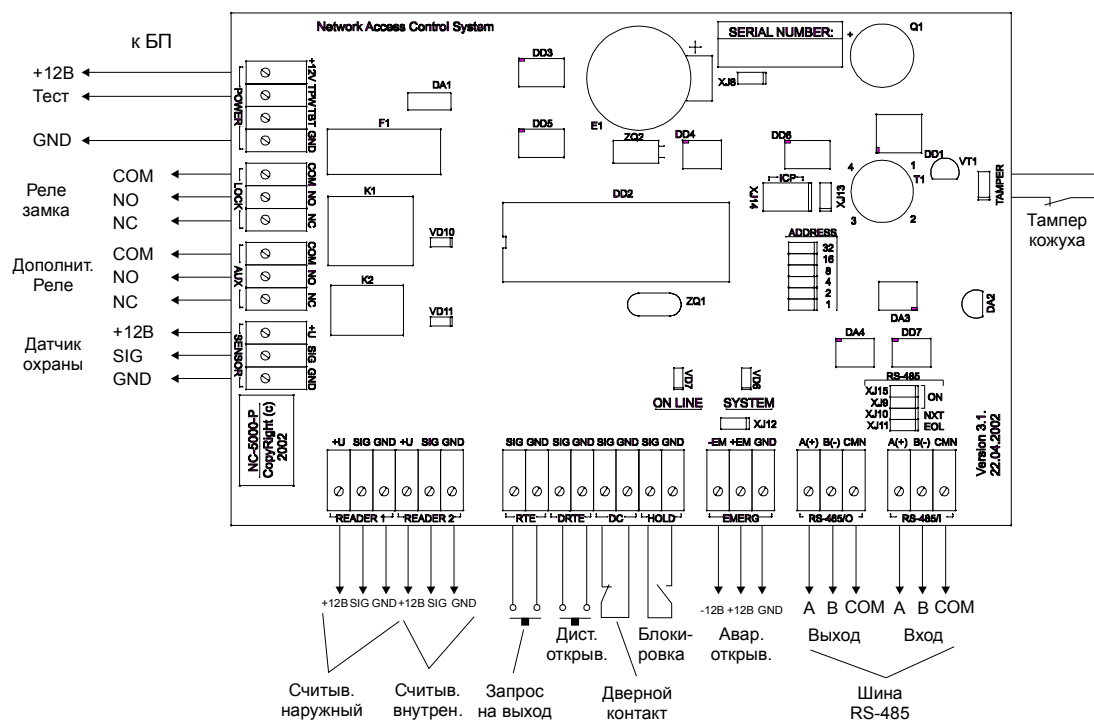 Network Access Control System
SERIAL NUMBER:
Q1
+
к БП
DD3
XJ8
+12В
Тест
GND
POWER
+12V
TPW
TBT
GND
DA1
F1
DD5
E1
ZQ2
DD4
DD6
DD1
VT1
TAMPER
Реле
замка
COM
NO
NC
LOCK
COM
NO
NC
K1
VD10
DD2
ICP
XJ14
XJ13
4
1
T1
3
2
Тампер
кожуха
Дополнит.
Реле
COM
NO
NC
AUX
COM
NO
NC
K2
VD11
ZQ1
ADDRESS
32
16
8
4
2
1
DA3
DA2
Датчик
охраны
+12В
SIG
GND
SENSOR
+U
SIG
GND
DA4
DD7
VD7
VD6
ON LINE
SYSTEM
XJ12
RS-485
XJ15
XJ9
ON
XJ10
NXT
XJ11
EOL
NC-5000-P
CopyRight (c)
2002
Version 3.1.
22.04.2002
+U SIG GND +U SIG GND
SIG GND SIG GND SIG GND SIG GND
-EM +EM GND
A(+) B(-) CMN
A(+) B(-) CMN
READER 1 READER 2
RTE DRTE DC HOLD
EMERG
RS-485/O
RS-485/I
+12В SIG GND +12В SIG GND
-12В +12В GND
A B COM
A B COM
Дист.
открыв.
Блоки-
ровка
Авар.
открыв.
Выход
Вход
Считыв.
наружный
Считыв.
внутрен.
Запрос
на выход
Дверной
контакт
Шина
RS-485